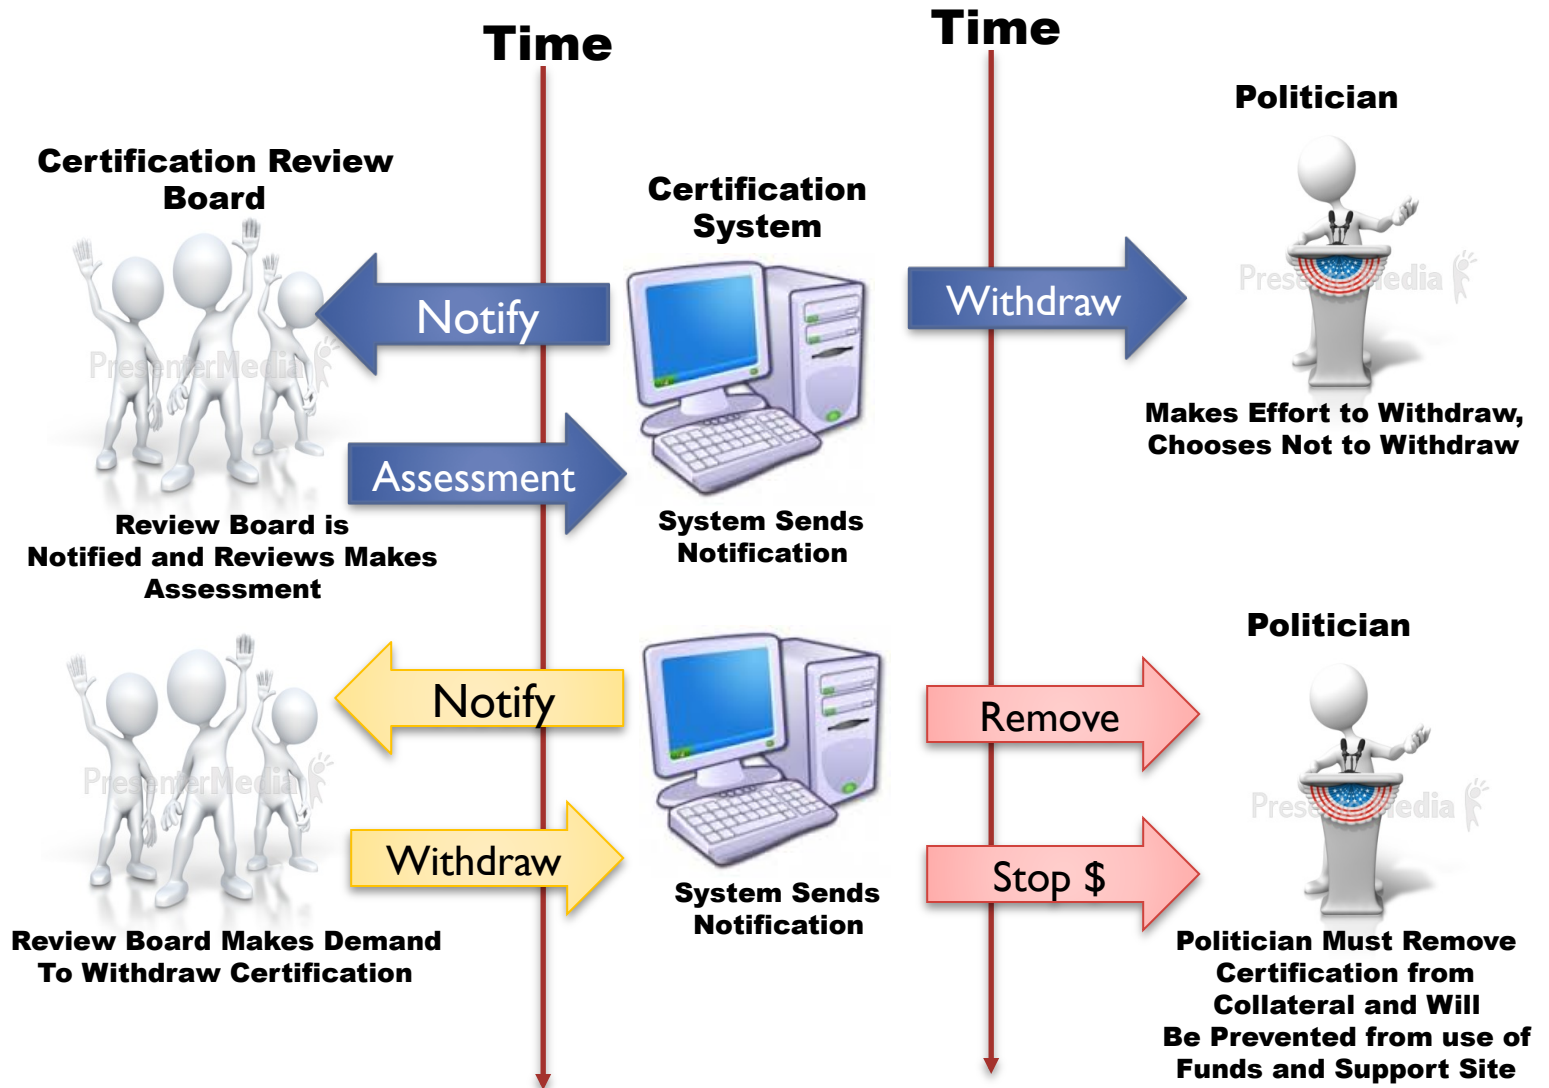 Time
Time
Politician
Certification Review
Board
Certification
System
Notify
Withdraw
PresenterMedia
Makes Effort to Withdraw,
Chooses Not to Withdraw
Assessment
Review Board is
Notified and Reviews Makes
Assessment
System Sends
Notification
Politician
Notify
Remove
PresenterMedia
Withdraw
Stop $
System Sends
Notification
Review Board Makes Demand
To Withdraw Certification
Politician Must Remove
Certification from
Collateral and Will
Be Prevented from use of
Funds and Support Site